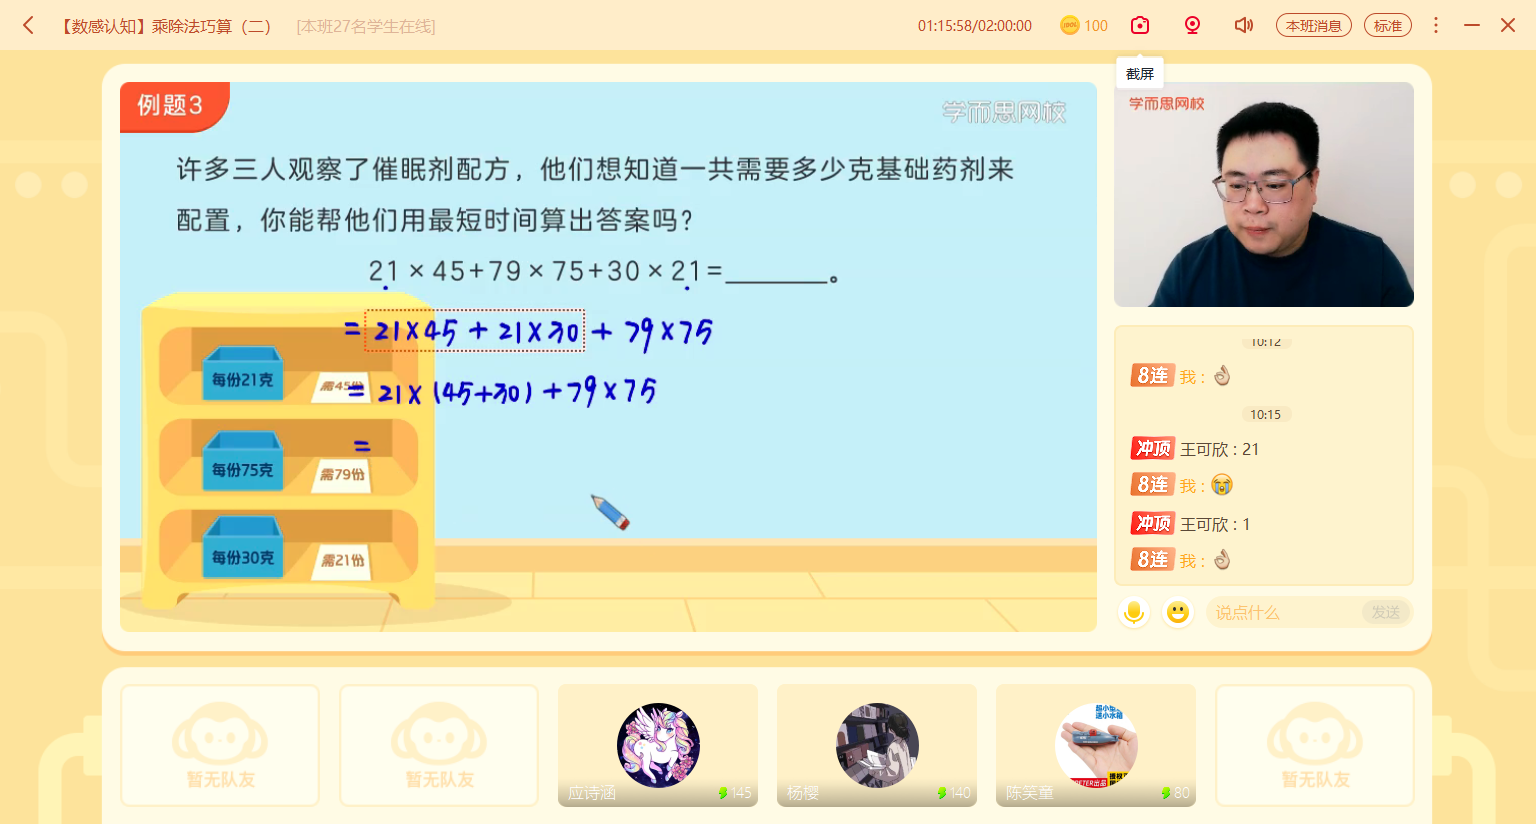 【数感认知】乘除法巧算（二） [本班27名学生在线] 01:15:58/02:00:00 100 本班消息 标准
截屏
例题3
学而思网校
学而思网校
许多三人观察了催眠剂配方，他们想知道一共需要多少克基础药剂来
配置，你能帮他们用最短时间算出答案吗？
21×45+79×75+30×21=________。
= 21×45 + 21×30 + 79×75
= 21×(45+30)+79×75
=
每份21克 需45份
每份75克 需79份
每份30克 需21份
10:12
8连 我：👌
10:15
冲顶 王可欣：21
8连 我：😭
冲顶 王可欣：1
8连 我：👌
说点什么 发送
暂无队友
暂无队友
应诗涵 145
杨樱 140
超小型
送小水箱
陈笑童 80
暂无队友